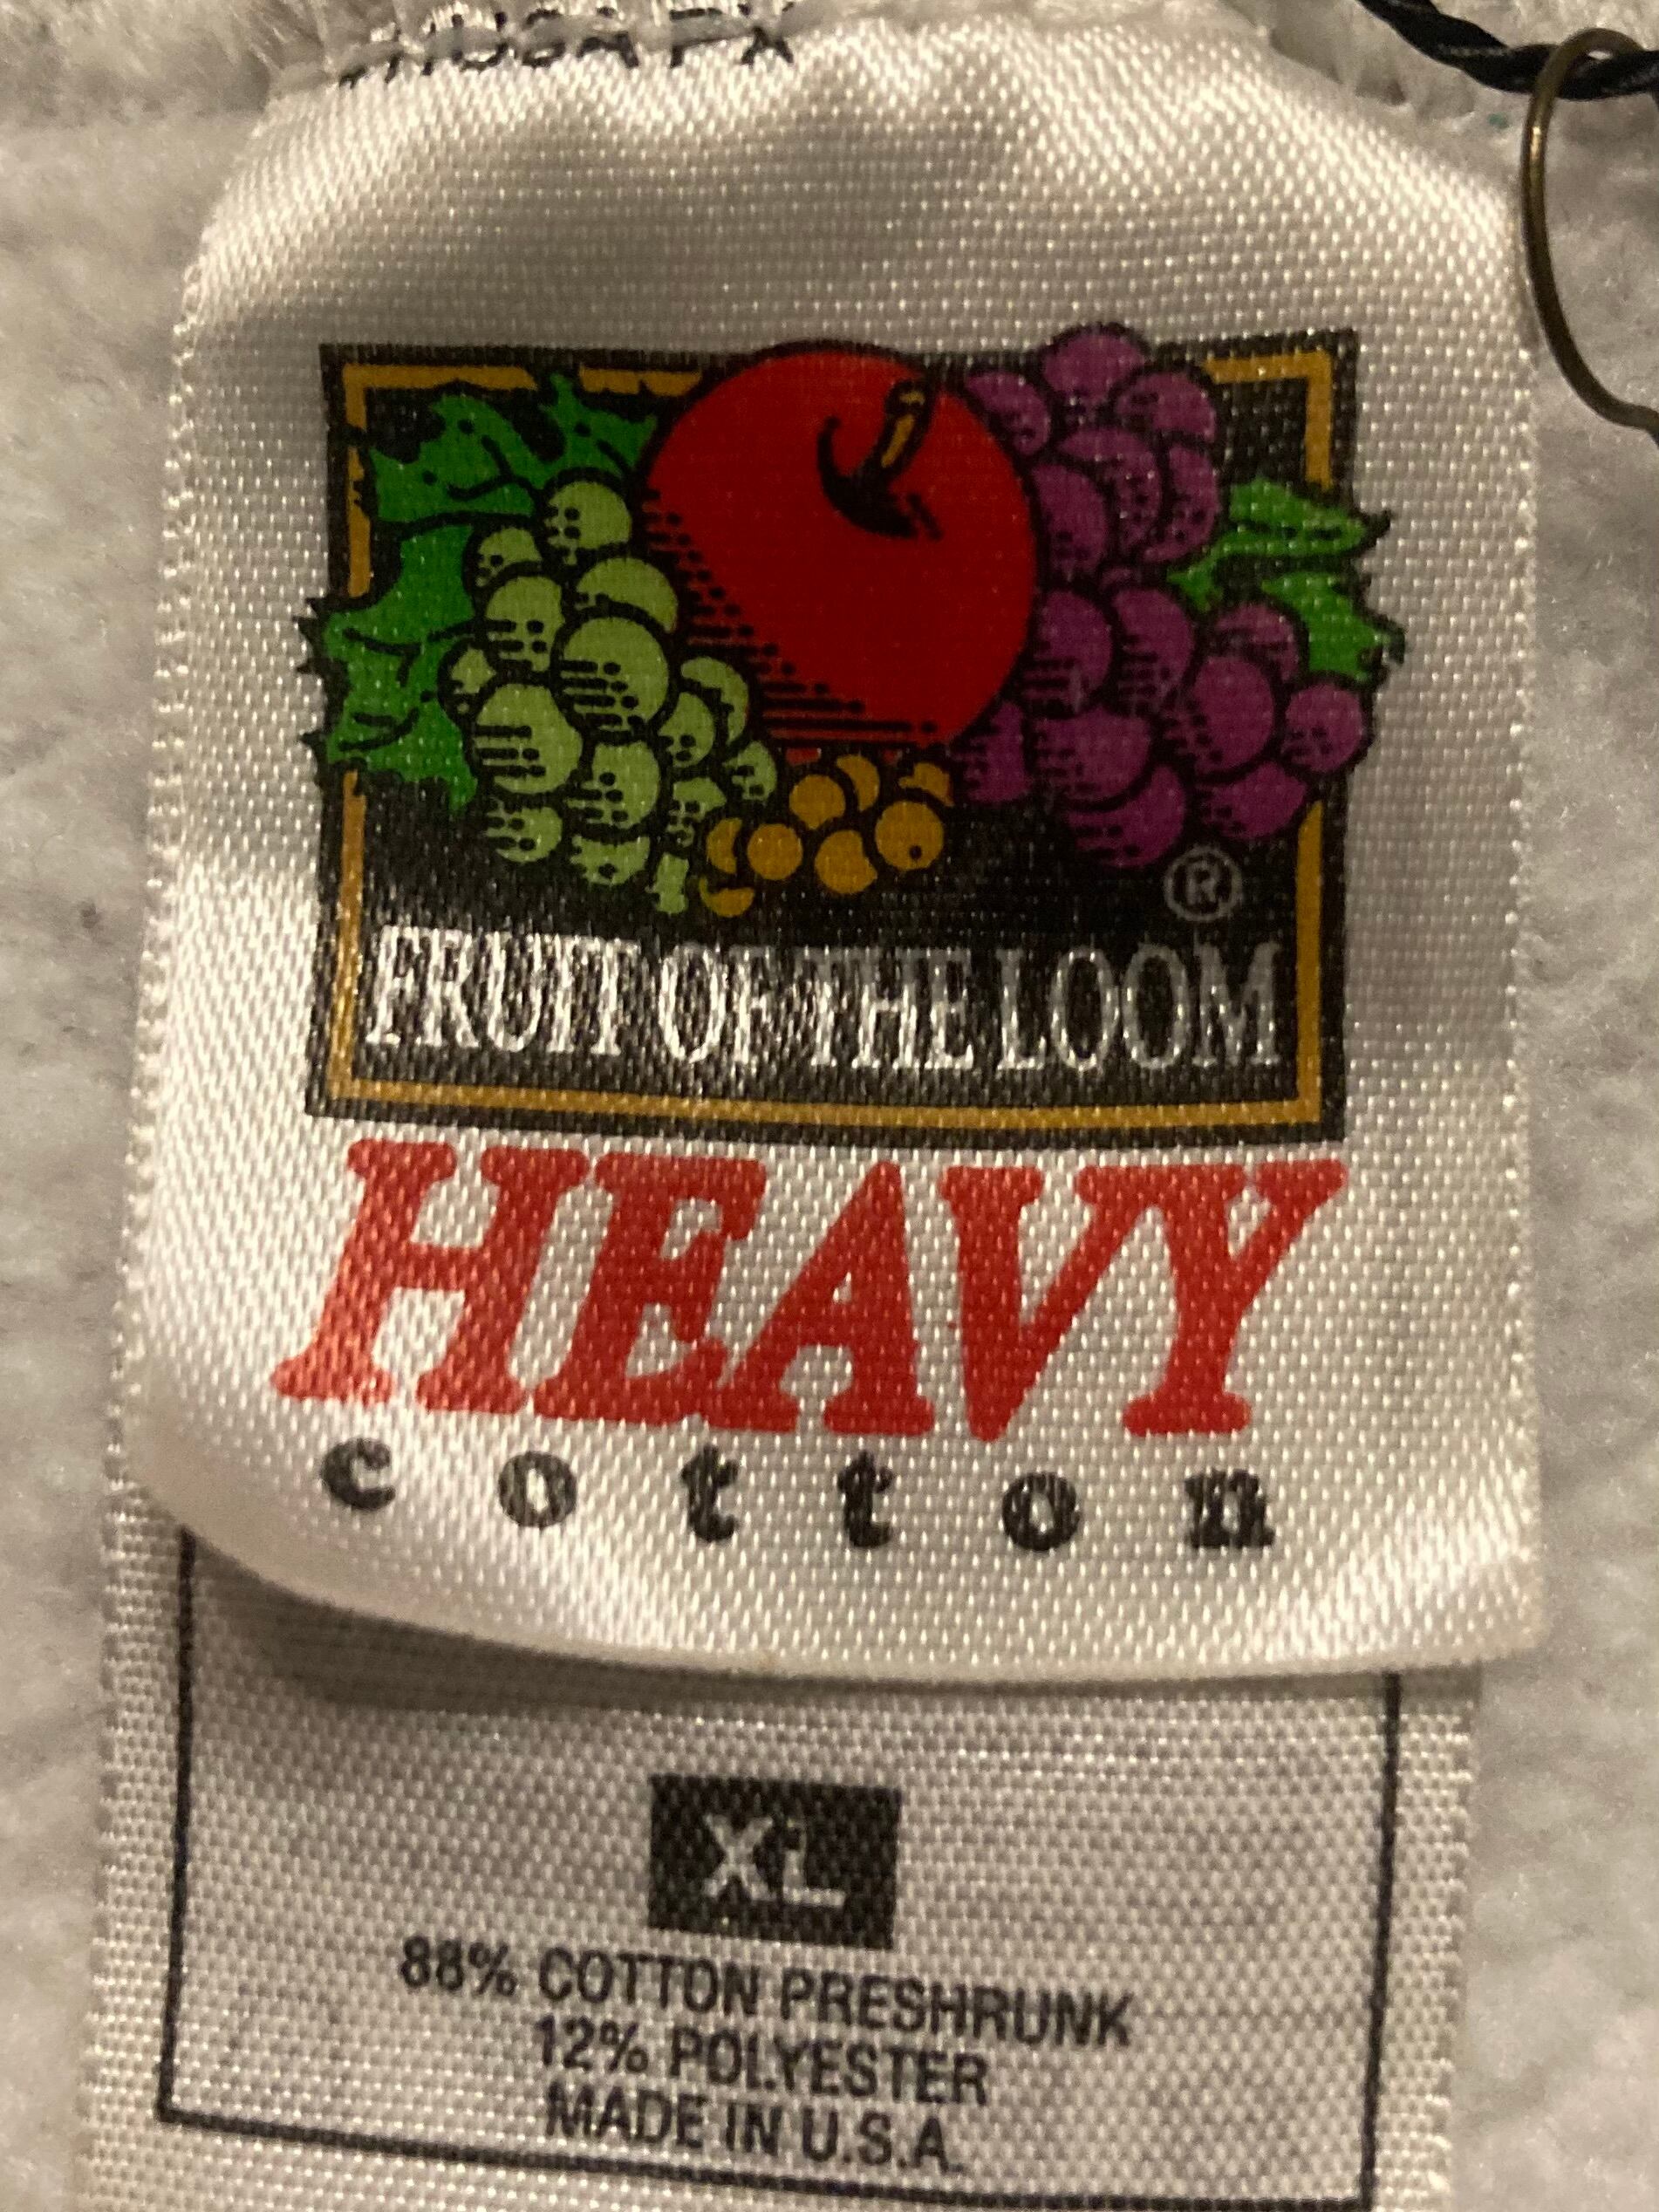 ®
FRUIT OF THE LOOM
HEAVY
cotton
XL
88% COTTON PRESHRUNK
12% POLYESTER
MADE IN U.S.A.